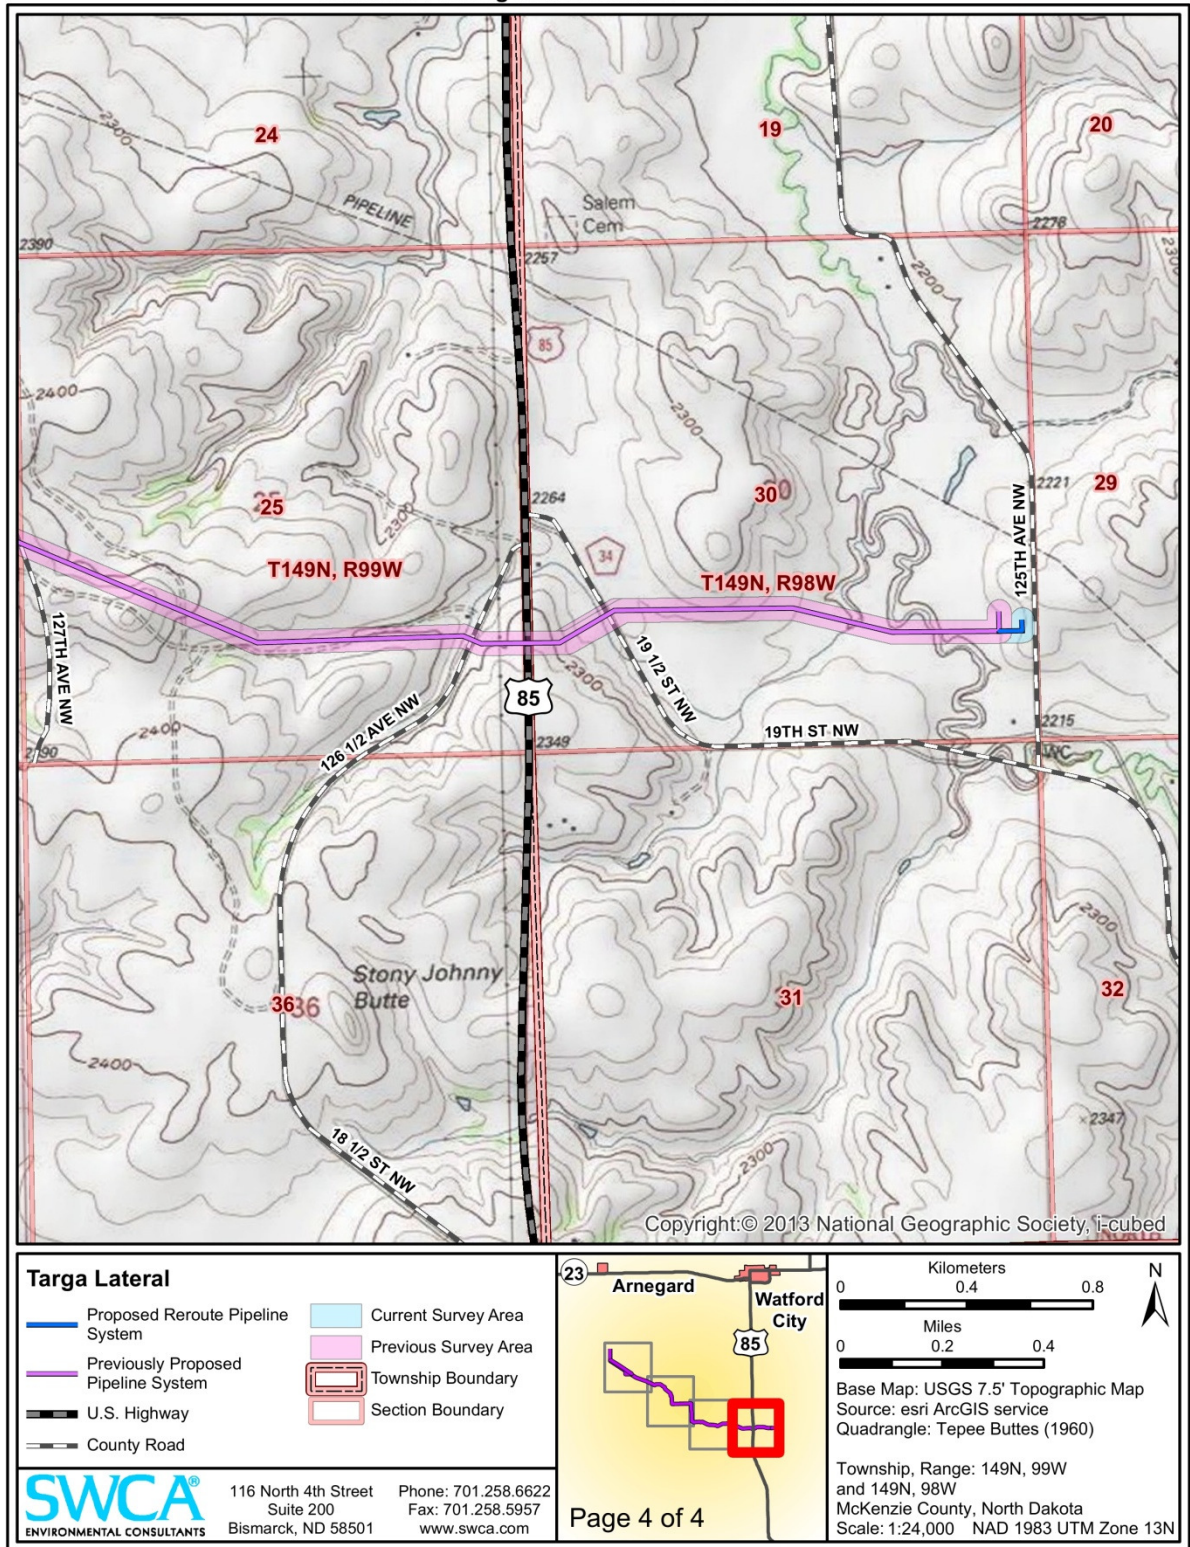 24
19
20
2300
PIPELINE
Salem
Cem
2390
2257
2276
2200
2300
85
2400
2300
2264
2221
25
30
29
2300
34
T149N, R99W
T149N, R98W
125TH AVE NW
127TH AVE NW
19 1/2 ST NW
2300
85
2400
126 1/2 AVE NW
19TH ST NW
2215
2349
Stony Johnny
Butte
2300
36
36
31
32
2400
2347
18 1/2 ST NW
2300
Copyright:© 2013 National Geographic Society, i-cubed
Targa Lateral
Proposed Reroute Pipeline
System
Previously Proposed
Pipeline System
U.S. Highway
County Road
Current Survey Area
Previous Survey Area
Township Boundary
Section Boundary
SWCA®
ENVIRONMENTAL CONSULTANTS
116 North 4th Street
Suite 200
Bismarck, ND 58501
Phone: 701.258.6622
Fax: 701.258.5957
www.swca.com
23
Arnegard
Watford
City
85
Page 4 of 4
Kilometers
0 0.4 0.8
Miles
0 0.2 0.4
N
Base Map: USGS 7.5' Topographic Map
Source: esri ArcGIS service
Quadrangle: Tepee Buttes (1960)
Township, Range: 149N, 99W
and 149N, 98W
McKenzie County, North Dakota
Scale: 1:24,000 NAD 1983 UTM Zone 13N